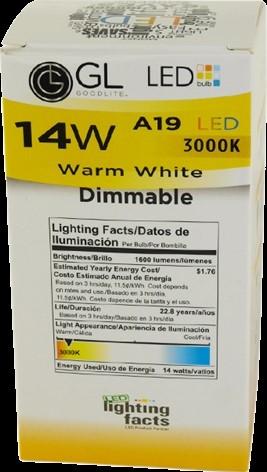 SAVES
GL LED
GOODLITE bulb
14W A19 LED
3000K
Warm White
Dimmable
Lighting Facts/Datos de
Iluminación Per Bulb/Por Bombilla
Brightness/Brillo 1600 lumens/lúmenes
Estimated Yearly Energy Cost/ $1.76
Costo Estimado Anual de Energía
Based on 3 hrs/day, 11.5¢/kWh. Cost depends
on rates and use./Basado en 3 hrs/día
11.5¢/kWh. Costo depende de la tarifa y el uso.
Life/Duración 22.8 years/años
Based on 3 hrs/day/Basado en 3 hrs/día
Light Appearance/Apariencia de Iluminación
Warm/Cálida Cool/Fría
3000K
Energy Used/Uso de Energía 14 watts/vatios
LED
lighting
facts
LED Product Partner